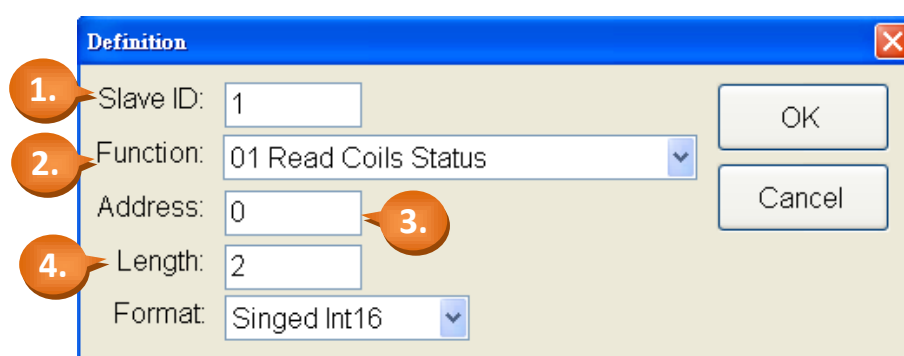 Definition
1. Slave ID: 1
OK
2. Function: 01 Read Coils Status
Address: 0 3.
Cancel
4. Length: 2
Format: Singed Int16